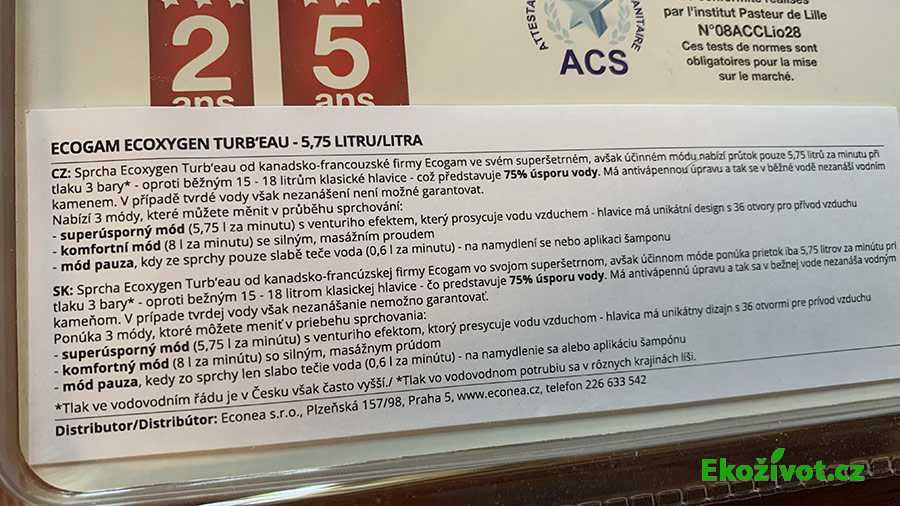 2
ans
5
ans
ATTESTA
ANITAIRE
ACS
conformité réalisés
par l'institut Pasteur de Lille
N°08ACCLio28
Ces tests de normes sont
obligatoires pour la mise
sur le marché.
ECOGAM ECOXYGEN TURB'EAU - 5,75 LITRU/LITRA
CZ: Sprcha Ecoxygen Turb'eau od kanadsko-francouzské firmy Ecogam ve svém superšetrném, avšak účinném módu nabízí průtok pouze 5,75 litrů za minutu při
tlaku 3 bary* - oproti běžným 15 - 18 litrům klasické hlavice - což představuje 75% úsporu vody. Má antivápennou úpravu a tak se v běžné vodě nezanáší vodním
kamenem. V případě tvrdé vody však nezanášení není možné garantovat.
Nabízí 3 módy, které můžete měnit v průběhu sprchování:
- superúsporný mód (5,75 l za minutu) s venturiho efektem, který prosycuje vodu vzduchem - hlavice má unikátní design s 36 otvory pro přívod vzduchu
- komfortní mód (8 l za minutu) se silným, masážním proudem
- mód pauza, kdy ze sprchy pouze slabě teče voda (0,6 l za minutu) - na namydlení se nebo aplikaci šamponu
SK: Sprcha Ecoxygen Turb'eau od kanadsko-francúzskej firmy Ecogam vo svojom superšetrnom, avšak účinnom móde ponúka prietok iba 5,75 litrov za minútu pri
tlaku 3 bary* - oproti bežným 15 - 18 litrom klasickej hlavice - čo predstavuje 75% úsporu vody. Má antivápennú úpravu a tak sa v bežnej vode nezanáša vodným
kameňom. V prípade tvrdej vody však nezanášanie nemožno garantovať.
Ponúka 3 módy, ktoré môžete meniť v priebehu sprchovania:
- superúsporný mód (5,75 l za minútu) s venturiho efektom, ktorý presycuje vodu vzduchom - hlavica má unikátny dizajn s 36 otvormi pre prívod vzduchu
- komfortný mód (8 l za minútu) so silným, masážnym prúdom
- mód pauza, kedy zo sprchy len slabo tečie voda (0,6 l za minútu) - na namydlenie sa alebo aplikáciu šampónu
*Tlak ve vodovodním řádu je v Česku však často vyšší./ *Tlak vo vodovodnom potrubiu sa v rôznych krajinách líši.
Distributor/Distribútor: Econea s.r.o., Plzeňská 157/98, Praha 5, www.econea.cz, telefon 226 633 542
Ekoživot.cz